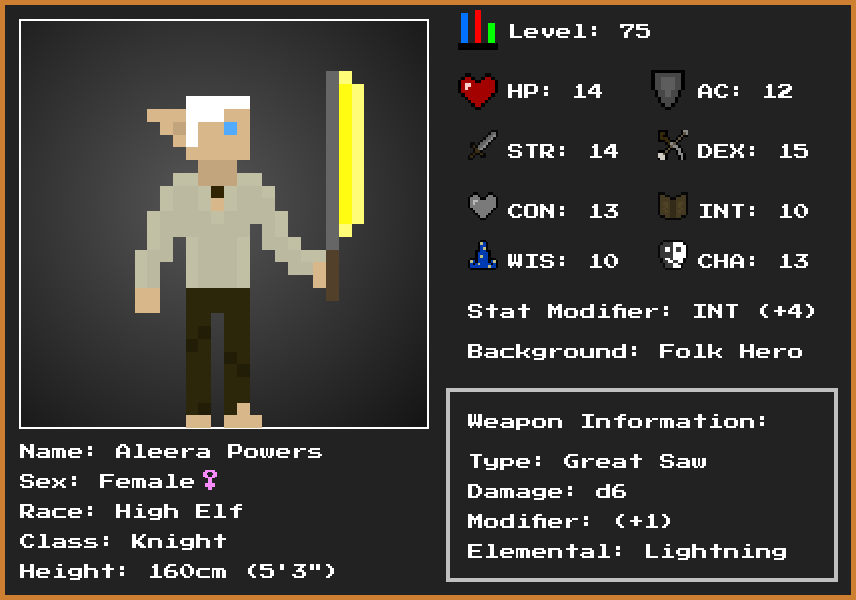 Level: 75
HP: 14 AC: 12
STR: 14 DEX: 15
CON: 13 INT: 10
WIS: 10 CHA: 13
Stat Modifier: INT (+4)
Background: Folk Hero
Weapon Information:
Type: Great Saw
Damage: d6
Modifier: (+1)
Elemental: Lightning
Name: Aleera Powers
Sex: Female♀
Race: High Elf
Class: Knight
Height: 160cm (5'3")